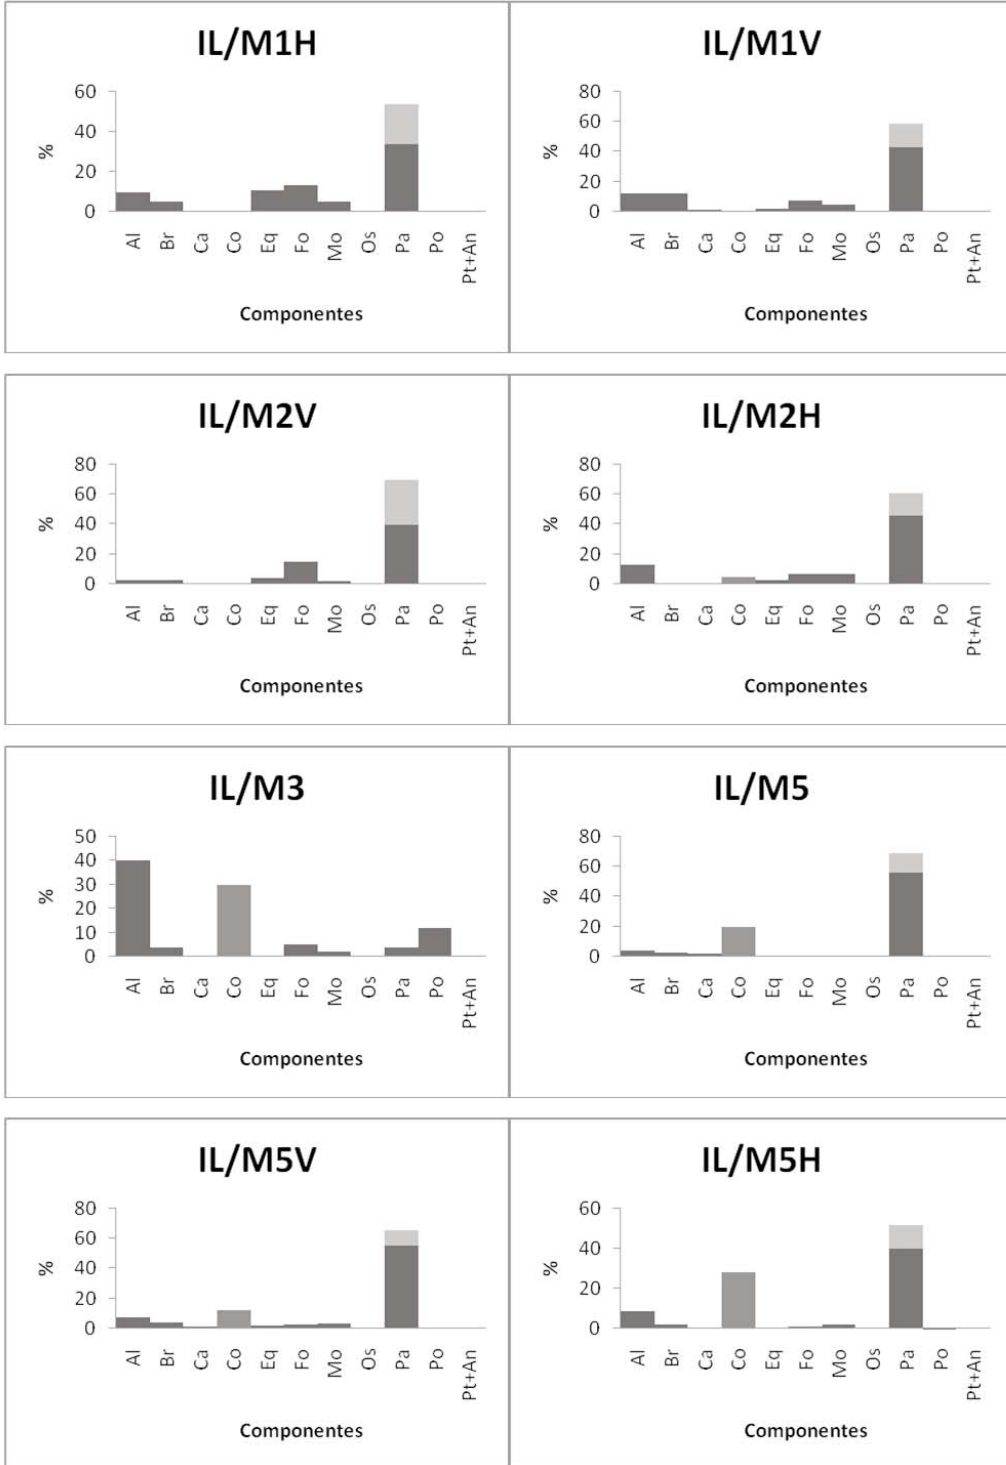 IL/M1H
60
40
20
0
%
Al Br Ca Co Eq Fo Mo Os Pa Po Pt+An
Componentes
IL/M1V
80
60
40
20
0
%
Al Br Ca Co Eq Fo Mo Os Pa Po Pt+An
Componentes
IL/M2V
80
60
40
20
0
%
Al Br Ca Co Eq Fo Mo Os Pa Po Pt+An
Componentes
IL/M2H
80
60
40
20
0
%
Al Br Ca Co Eq Fo Mo Os Pa Po Pt+An
Componentes
IL/M3
50
40
30
20
10
0
%
Al Br Ca Co Eq Fo Mo Os Pa Po Pt+An
Componentes
IL/M5
80
60
40
20
0
%
Al Br Ca Co Eq Fo Mo Os Pa Po Pt+An
Componentes
IL/M5V
80
60
40
20
0
%
Al Br Ca Co Eq Fo Mo Os Pa Po Pt+An
Componentes
IL/M5H
60
40
20
0
%
Al Br Ca Co Eq Fo Mo Os Pa Po Pt+An
Componentes